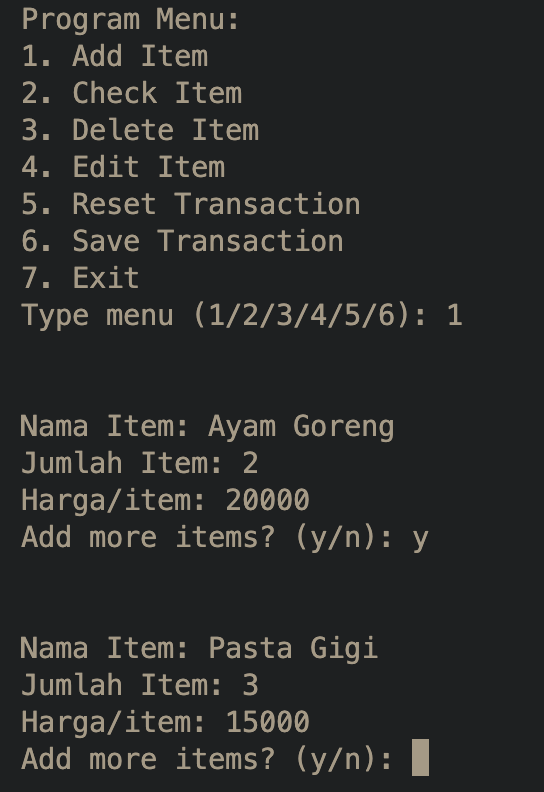 Program Menu:
1. Add Item
2. Check Item
3. Delete Item
4. Edit Item
5. Reset Transaction
6. Save Transaction
7. Exit
Type menu (1/2/3/4/5/6): 1
Nama Item: Ayam Goreng
Jumlah Item: 2
Harga/item: 20000
Add more items? (y/n): y
Nama Item: Pasta Gigi
Jumlah Item: 3
Harga/item: 15000
Add more items? (y/n):